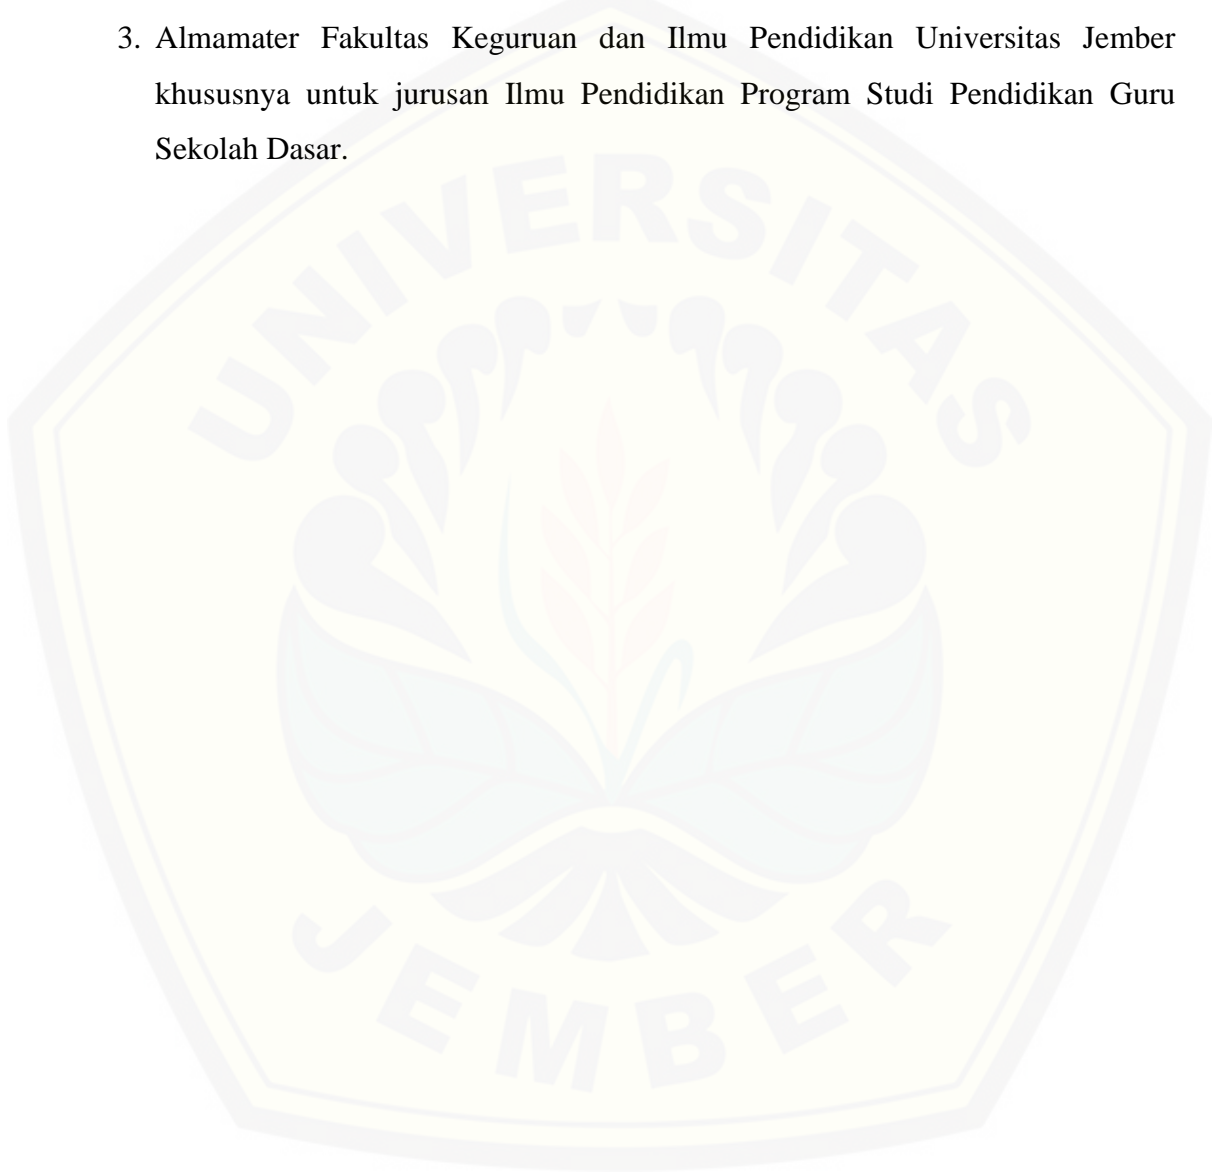 3. Almamater Fakultas Keguruan dan Ilmu Pendidikan Universitas Jember
khususnya untuk jurusan Ilmu Pendidikan Program Studi Pendidikan Guru
Sekolah Dasar.
UNIVERSITAS
JEMBER